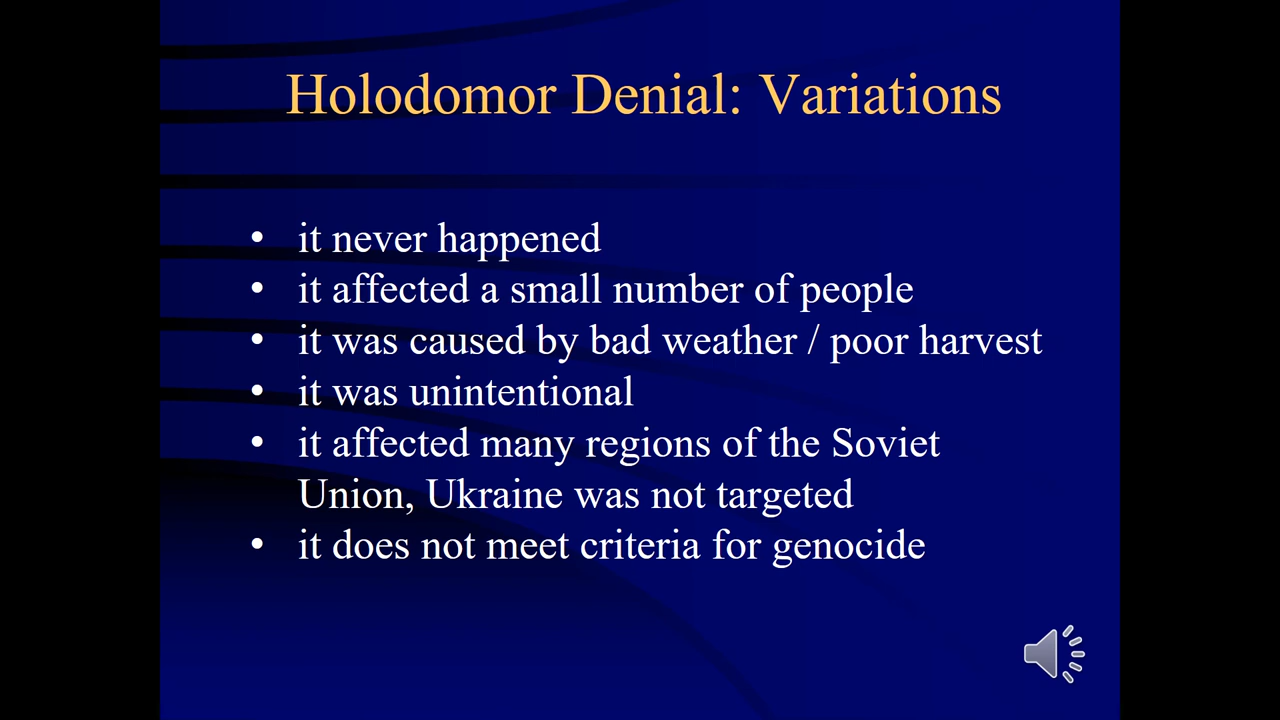 Holodomor Denial: Variations
• it never happened
• it affected a small number of people
• it was caused by bad weather / poor harvest
• it was unintentional
• it affected many regions of the Soviet
Union, Ukraine was not targeted
• it does not meet criteria for genocide